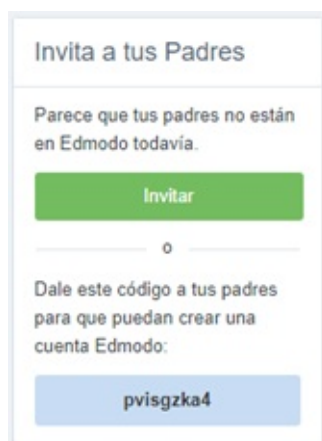 Invita a tus Padres
Parece que tus padres no están
en Edmodo todavía.
Invitar
o
Dale este código a tus padres
para que puedan crear una
cuenta Edmodo:
pvisgzka4